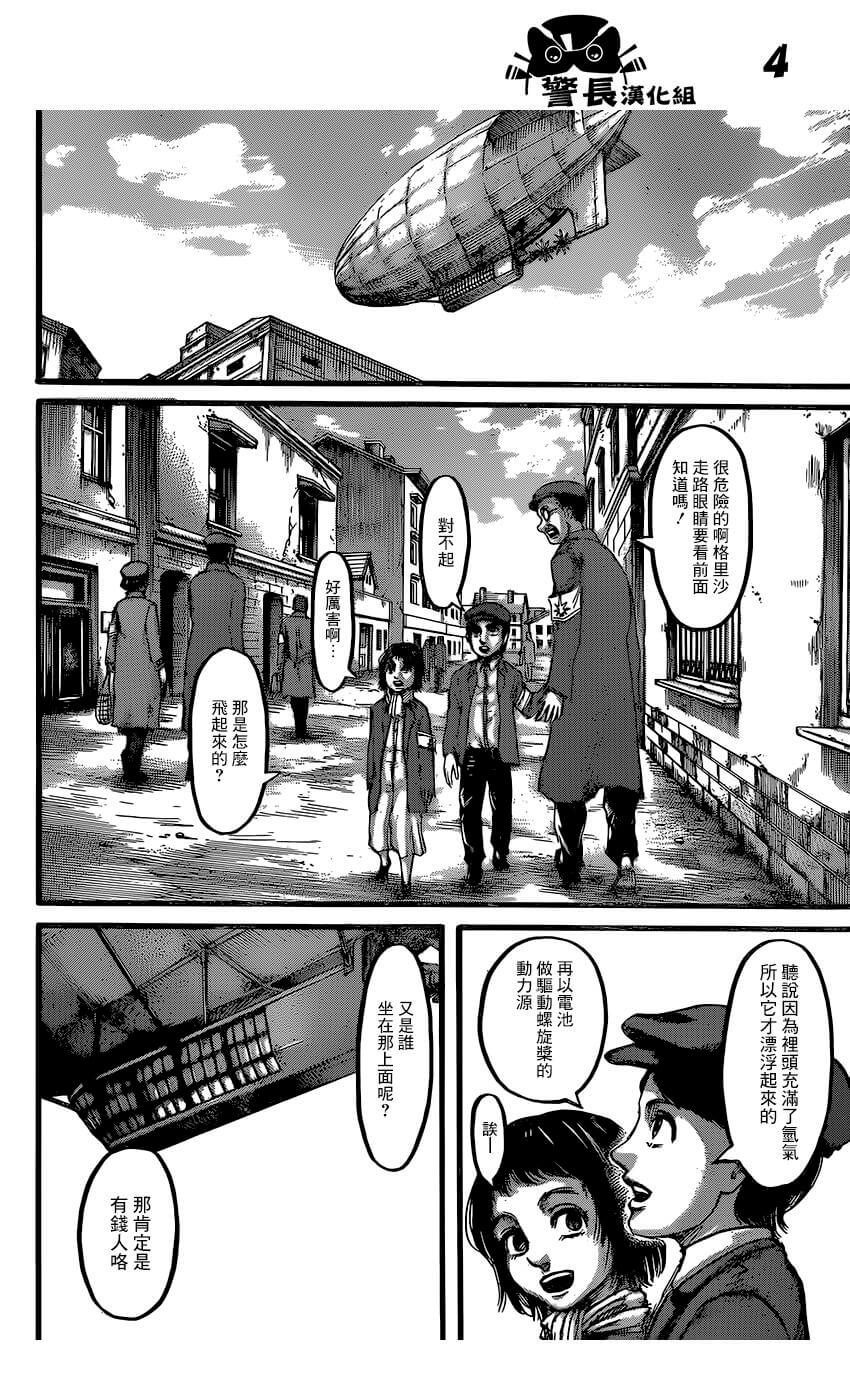 警長漢化組
4
很危險的啊格里沙
走路眼睛要看前面
知道嗎！
對不起
好厲害啊…
那是怎麼
飛起來的？
聽說因為裡頭充滿了氫氣
所以它才漂浮起來的
再以電池
做驅動螺旋槳的
動力源
誒—
又是誰
坐在那上面呢？
那肯定是
有錢人咯